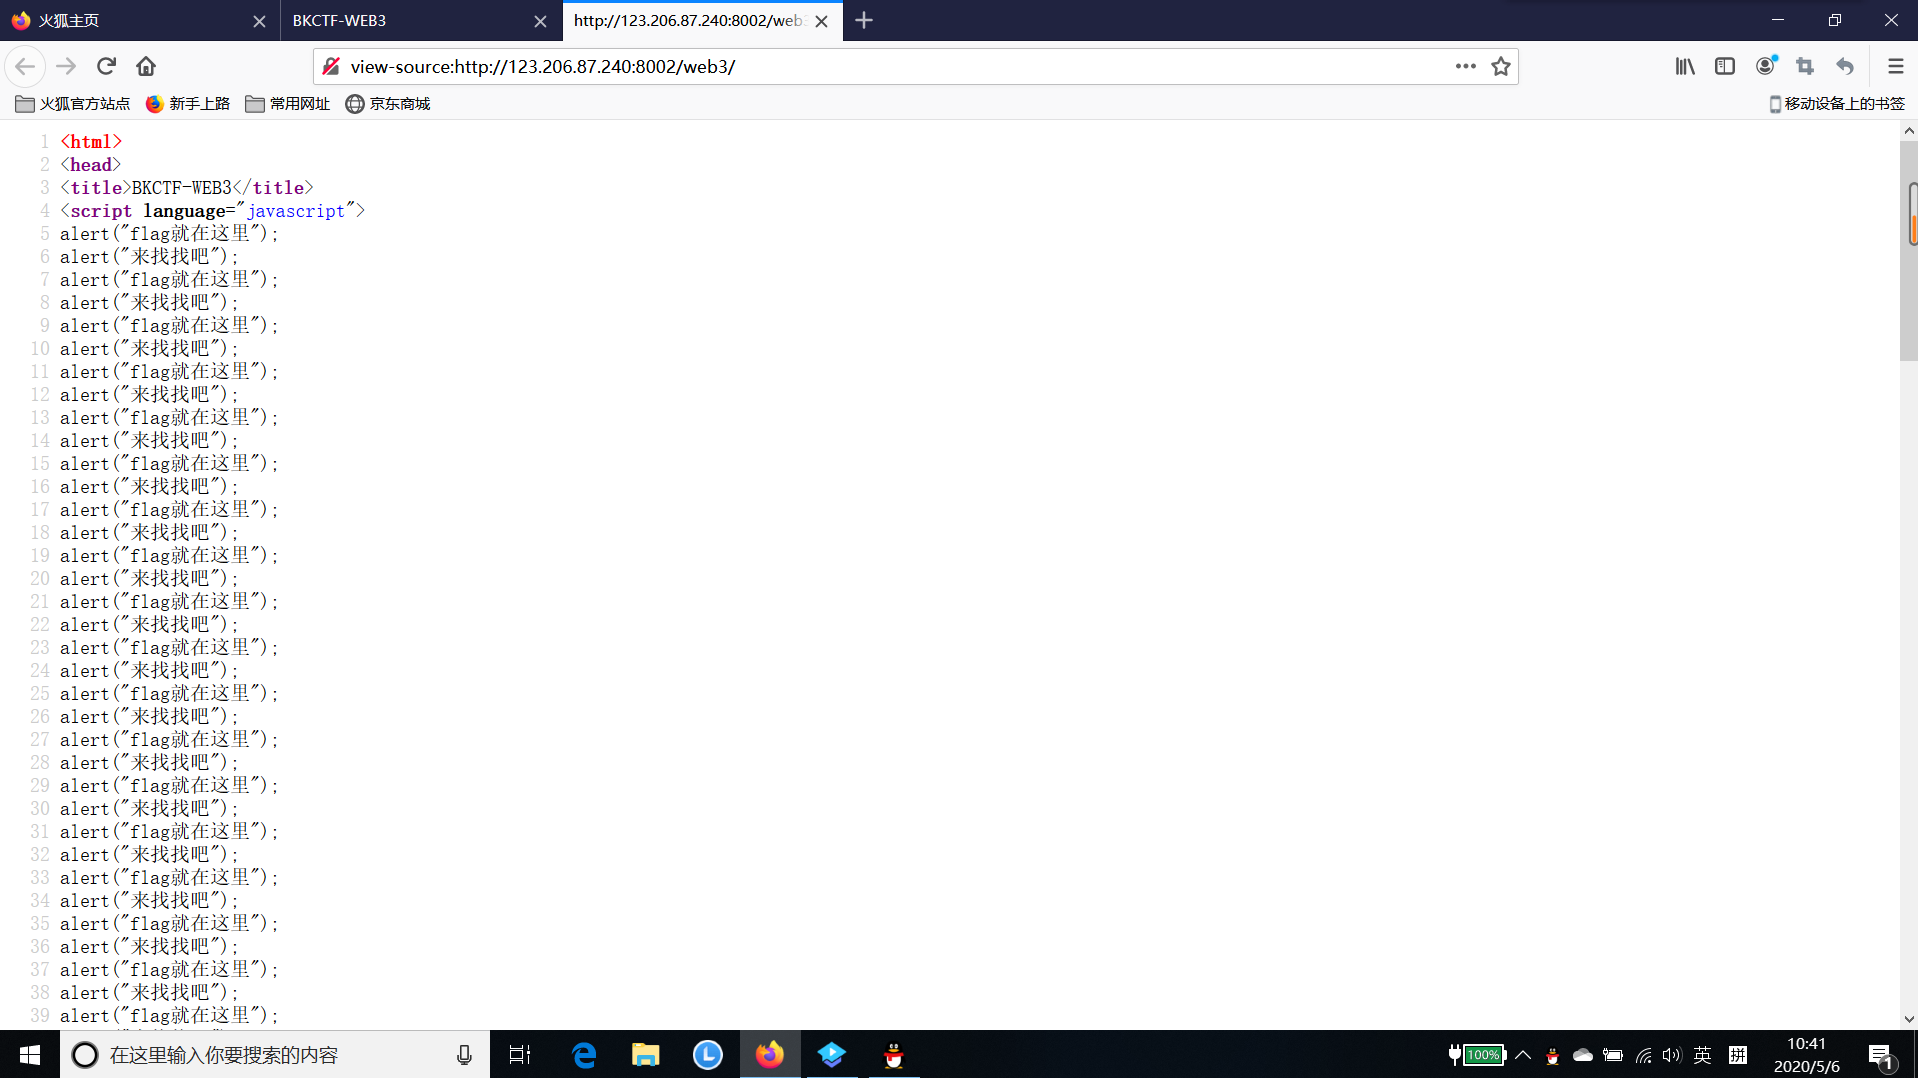 火狐主页
BKCTF-WEB3
http://123.206.87.240:8002/web3
view-source:http://123.206.87.240:8002/web3/
火狐官方站点 新手上路 常用网址 京东商城 移动设备上的书签
1 <html>
2 <head>
3 <title>BKCTF-WEB3</title>
4 <script language="javascript">
5 alert("flag就在这里");
6 alert("来找找吧");
7 alert("flag就在这里");
8 alert("来找找吧");
9 alert("flag就在这里");
10 alert("来找找吧");
11 alert("flag就在这里");
12 alert("来找找吧");
13 alert("flag就在这里");
14 alert("来找找吧");
15 alert("flag就在这里");
16 alert("来找找吧");
17 alert("flag就在这里");
18 alert("来找找吧");
19 alert("flag就在这里");
20 alert("来找找吧");
21 alert("flag就在这里");
22 alert("来找找吧");
23 alert("flag就在这里");
24 alert("来找找吧");
25 alert("flag就在这里");
26 alert("来找找吧");
27 alert("flag就在这里");
28 alert("来找找吧");
29 alert("flag就在这里");
30 alert("来找找吧");
31 alert("flag就在这里");
32 alert("来找找吧");
33 alert("flag就在这里");
34 alert("来找找吧");
35 alert("flag就在这里");
36 alert("来找找吧");
37 alert("flag就在这里");
38 alert("来找找吧");
39 alert("flag就在这里");
在这里输入你要搜索的内容
100%
英
拼
10:41
2020/5/6
1